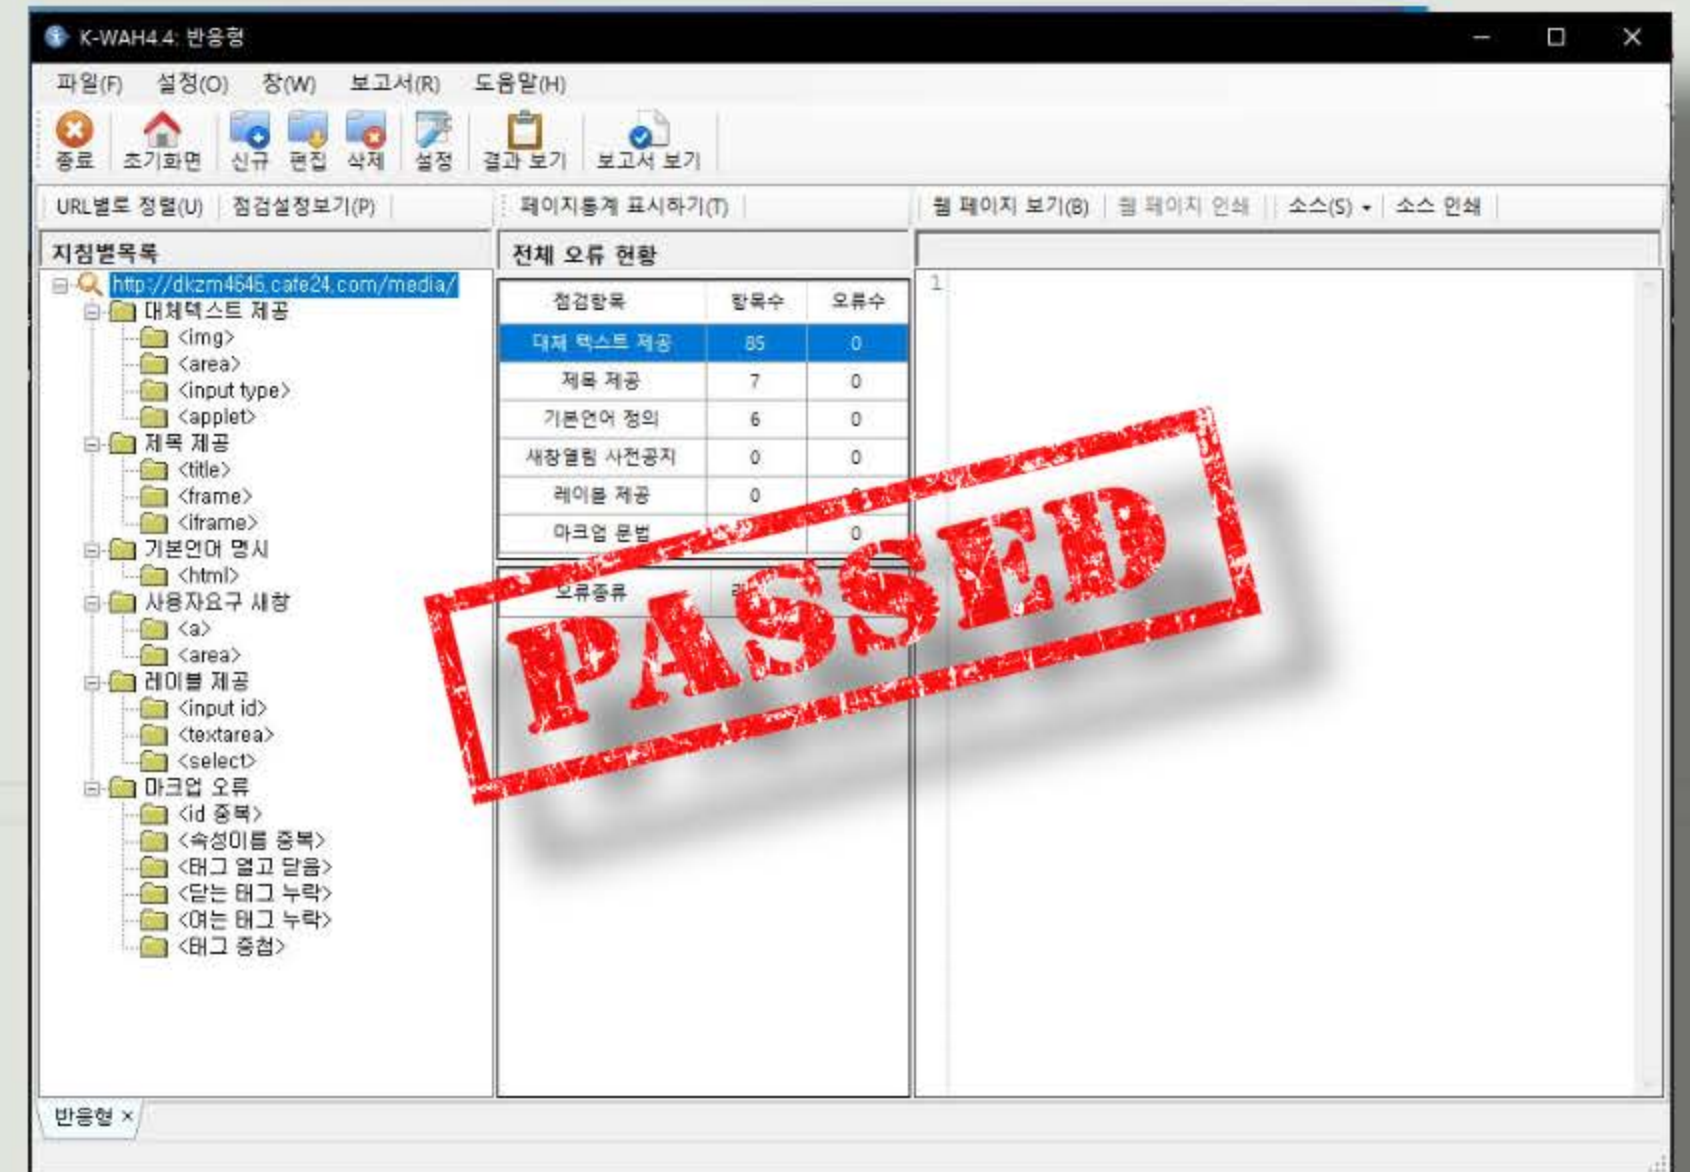 K-WAH4.4: 반응형
파일(F) 설정(O) 창(W) 보고서(R) 도움말(H)
종료 초기화면 신규 편집 삭제 설정 결과 보기 보고서 보기
URL별로 정렬(U) 점검설정보기(P) 페이지통계 표시하기(T) 웹 페이지 보기(B) 웹 페이지 인쇄 소스(S) 소스 인쇄
지침별목록
http://dkzm4646.cafe24.com/media/
대체텍스트 제공
<img>
<area>
<input type>
<applet>
제목 제공
<title>
<frame>
<iframe>
기본언어 명시
<html>
사용자요구 새창
<a>
<area>
레이블 제공
<input id>
<textarea>
<select>
마크업 오류
<id 중복>
<속성이름 중복>
<태그 열고 닫음>
<닫는 태그 누락>
<여는 태그 누락>
<태그 중첩>
전체 오류 현황
점검항목 항목수 오류수
대체 텍스트 제공 85 0
제목 제공 7 0
기본언어 정의 6 0
새창열림 사전공지 0 0
레이블 제공 0
마크업 문법 0
오류종류
1
PASSED
반응형 ×